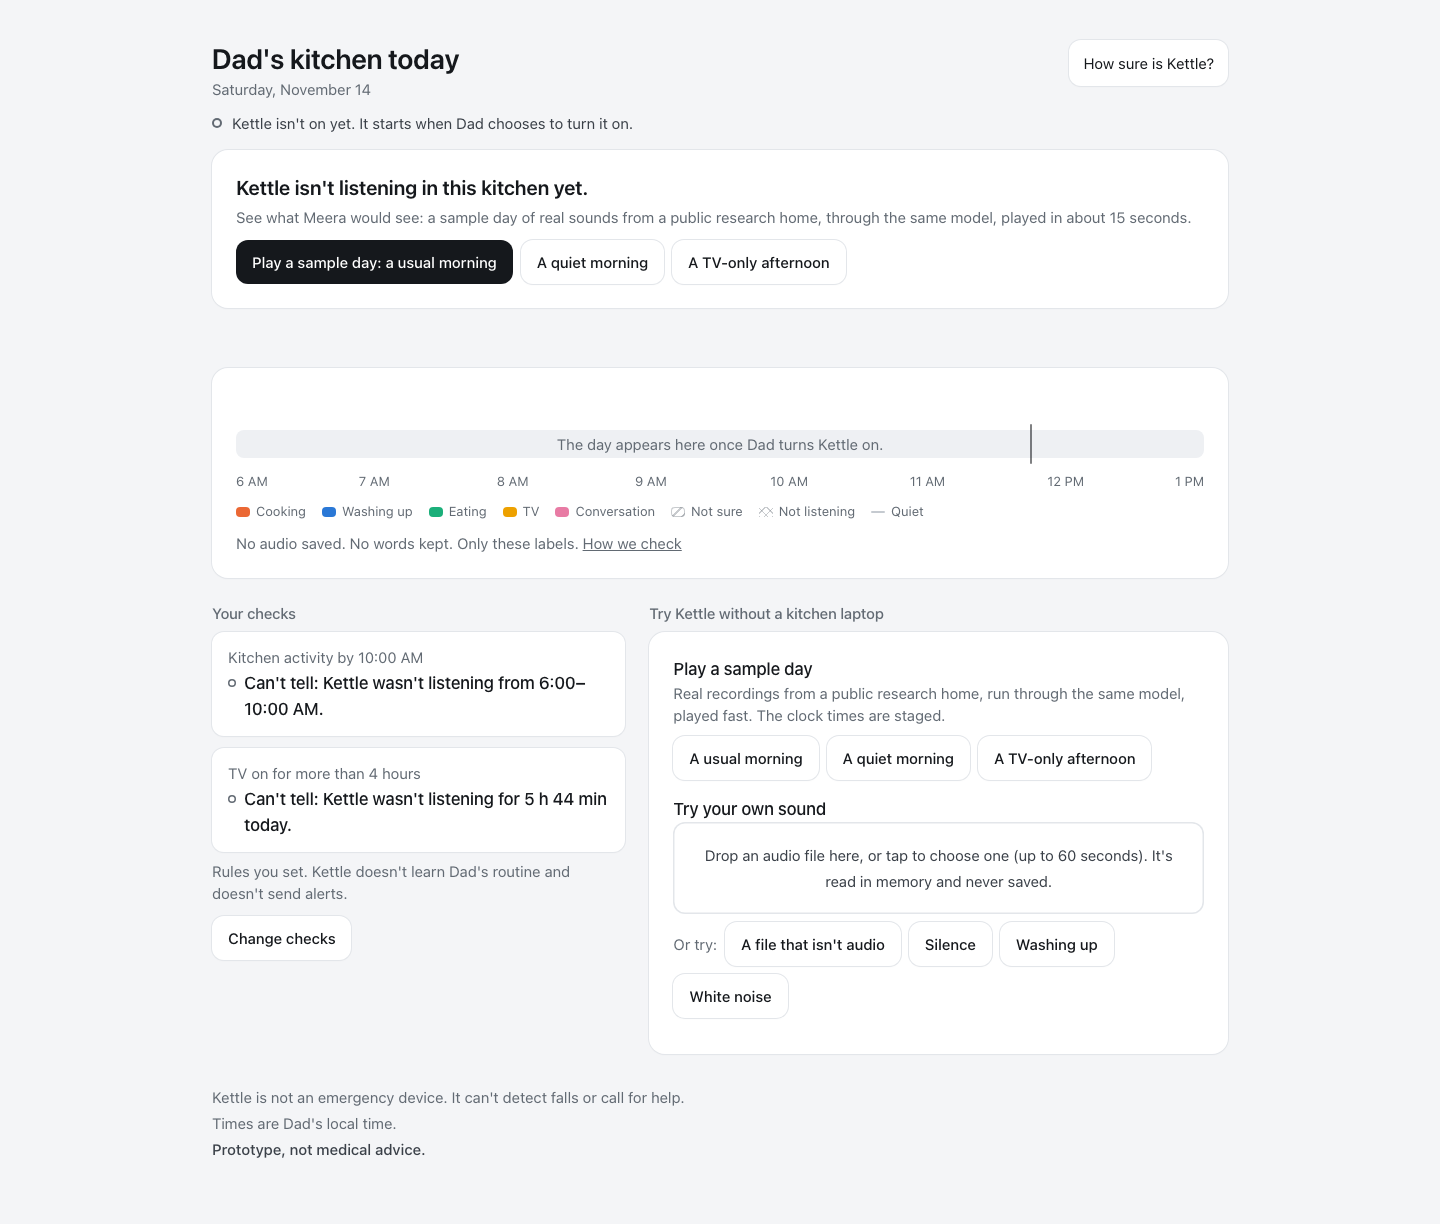 Dad's kitchen today
How sure is Kettle?
Saturday, November 14
Kettle isn't on yet. It starts when Dad chooses to turn it on.
Kettle isn't listening in this kitchen yet.
See what Meera would see: a sample day of real sounds from a public research home, through the same model, played in about 15 seconds.
Play a sample day: a usual morning
A quiet morning
A TV-only afternoon
The day appears here once Dad turns Kettle on.
6 AM 7 AM 8 AM 9 AM 10 AM 11 AM 12 PM 1 PM
Cooking Washing up Eating TV Conversation Not sure Not listening Quiet
No audio saved. No words kept. Only these labels. How we check
Your checks
Kitchen activity by 10:00 AM
Can't tell: Kettle wasn't listening from 6:00–
10:00 AM.
TV on for more than 4 hours
Can't tell: Kettle wasn't listening for 5 h 44 min
today.
Rules you set. Kettle doesn't learn Dad's routine and
doesn't send alerts.
Change checks
Try Kettle without a kitchen laptop
Play a sample day
Real recordings from a public research home, run through the same model,
played fast. The clock times are staged.
A usual morning
A quiet morning
A TV-only afternoon
Try your own sound
Drop an audio file here, or tap to choose one (up to 60 seconds). It's
read in memory and never saved.
Or try: A file that isn't audio Silence Washing up
White noise
Kettle is not an emergency device. It can't detect falls or call for help.
Times are Dad's local time.
Prototype, not medical advice.